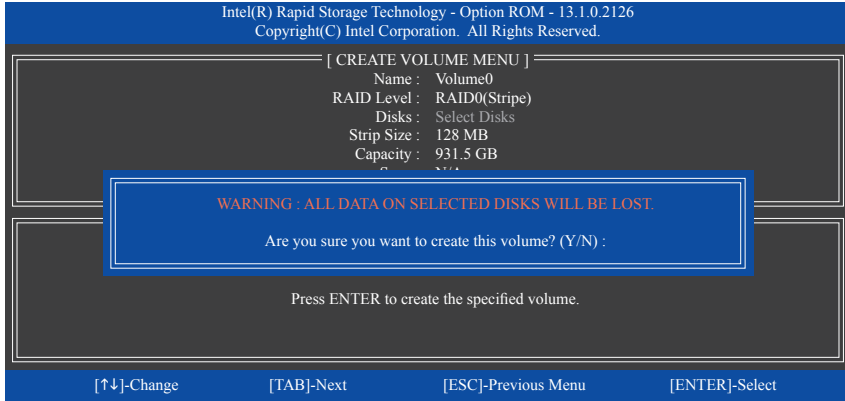 Intel(R) Rapid Storage Technology - Option ROM - 13.1.0.2126
Copyright(C) Intel Corporation. All Rights Reserved.
[ CREATE VOLUME MENU ]
Name : Volume0
RAID Level : RAID0(Stripe)
Disks : Select Disks
Strip Size : 128 MB
Capacity : 931.5 GB
WARNING : ALL DATA ON SELECTED DISKS WILL BE LOST.
Are you sure you want to create this volume? (Y/N) :
Press ENTER to create the specified volume.
[↑↓]-Change [TAB]-Next [ESC]-Previous Menu [ENTER]-Select